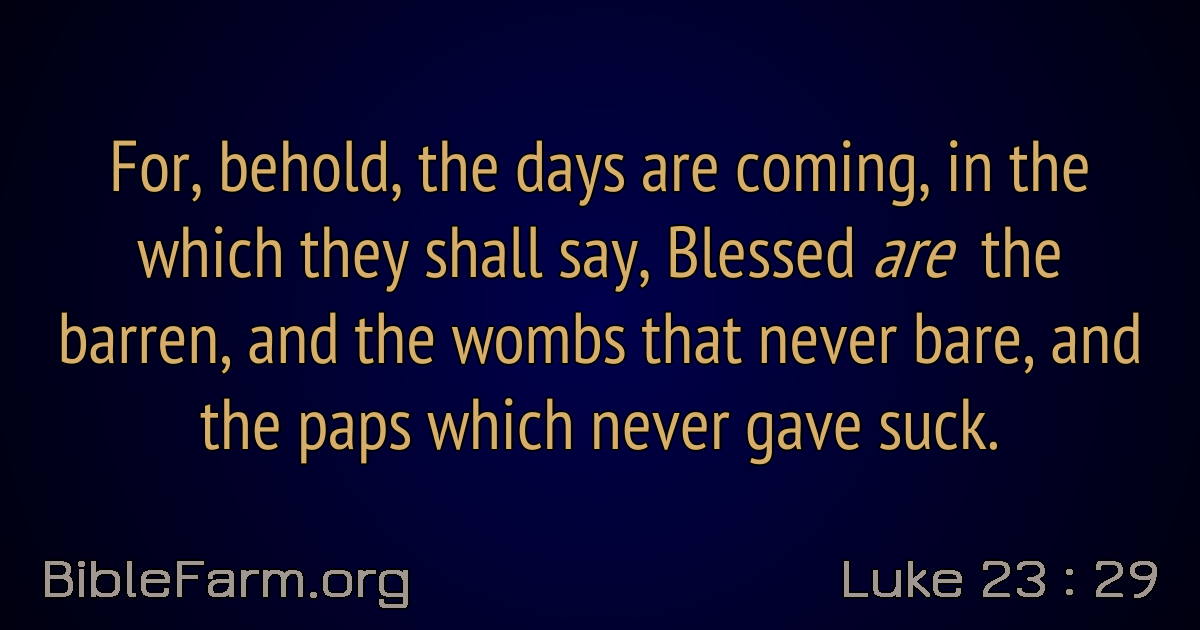 For, behold, the days are coming, in the
which they shall say, Blessed are the
barren, and the wombs that never bare, and
the paps which never gave suck.
BibleFarm.org
Luke 23 : 29